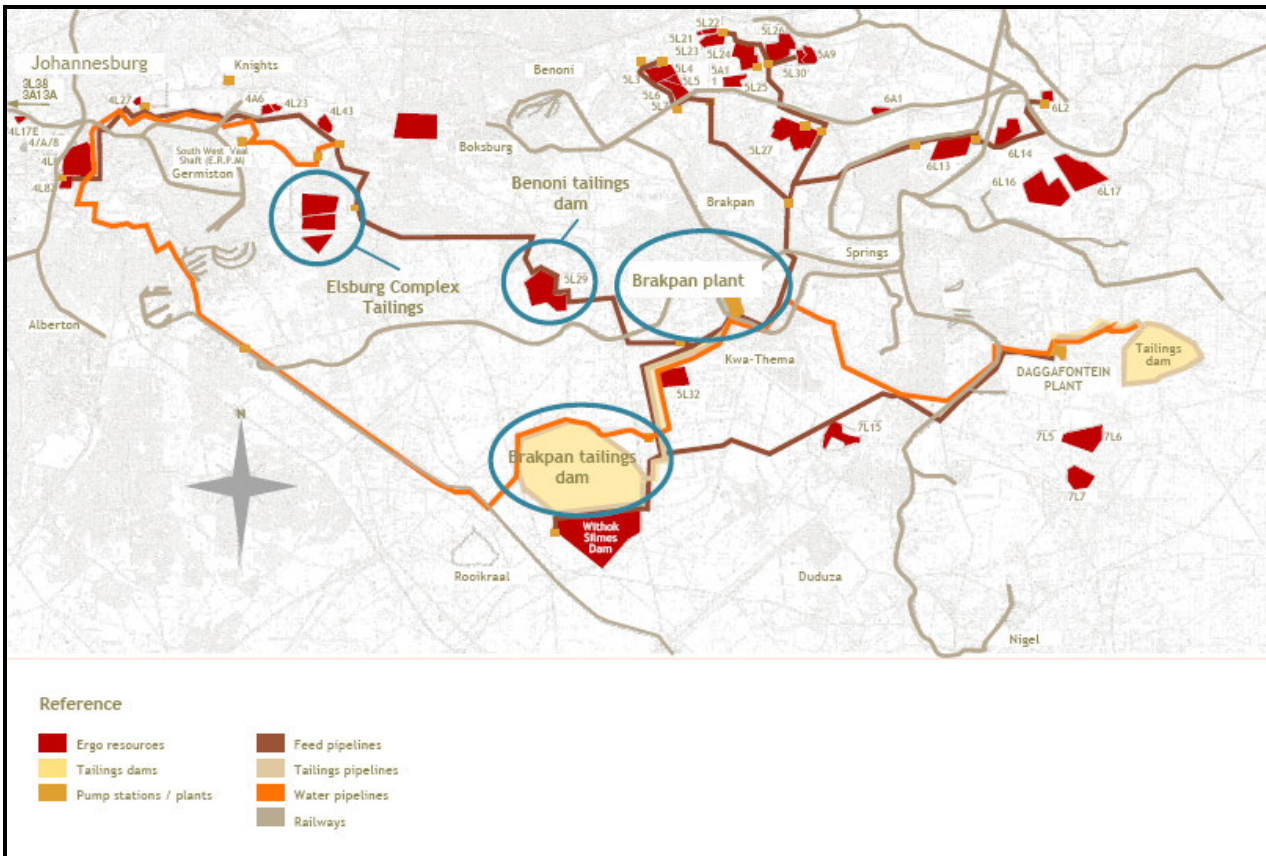 Johannesburg
Knights
3L38
3A13A
4L27
4A6
4L23
4L43
4L17E
4/A/8
South West Vaal
Shaft (E.R.P.M)
Germiston
Benoni
Boksburg
5L22
5L21
5L23
5L26
5L24
5A9
5L3
5L4
5L5
5A1
1
5L30
5L25
5L6
5L7
6A1
6L2
5L27
6L13
6L14
6L16
6L17
Benoni tailings
dam
Brakpan
Springs
5L29
Brakpan plant
Elsburg Complex
Tailings
Alberton
Kwa-Thema
Tailings
dam
DAGGAFONTEIN
PLANT
5L32
7L15
7L5
7L6
7L7
N
Brakpan tailings
dam
Withok
Slimes
Dam
Rooikraal
Duduza
Nigel
Reference
Ergo resources
Tailings dams
Pump stations / plants
Feed pipelines
Tailings pipelines
Water pipelines
Railways